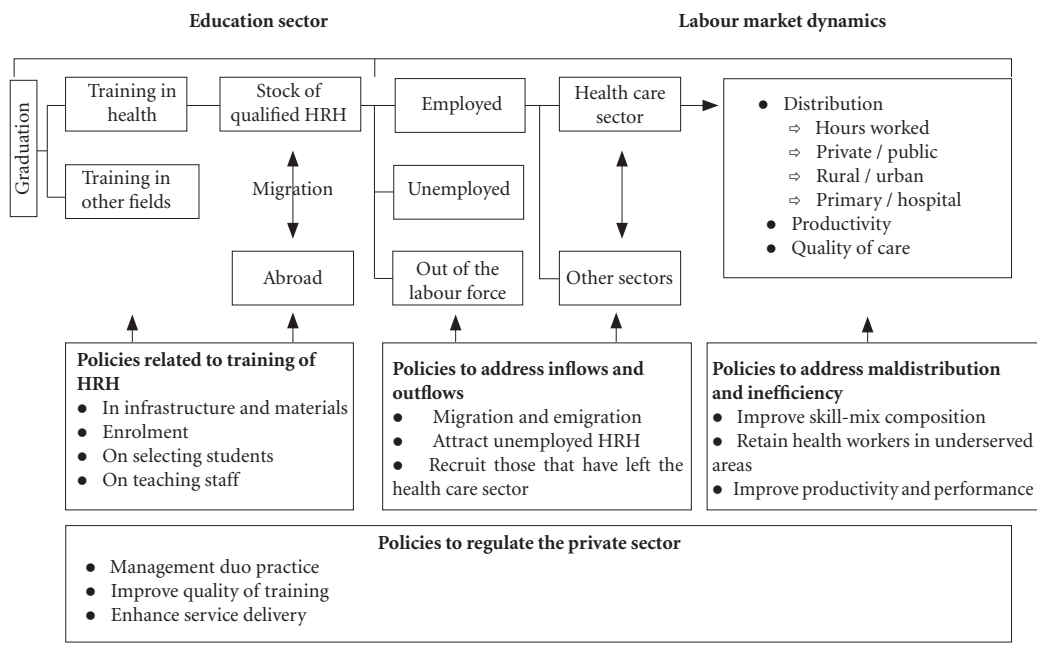 Education sector
Labour market dynamics
Graduation
Training in
health
Stock of
qualified HRH
Employed
Health care
sector
● Distribution
⇨ Hours worked
⇨ Private / public
⇨ Rural / urban
⇨ Primary / hospital
● Productivity
● Quality of care
Training in
other fields
Migration
Unemployed
Abroad
Out of the
labour force
Other sectors
Policies related to training of
HRH
● In infrastructure and materials
● Enrolment
● On selecting students
● On teaching staff
Policies to address inflows and
outflows
● Migration and emigration
● Attract unemployed HRH
● Recruit those that have left the
health care sector
Policies to address maldistribution
and inefficiency
● Improve skill-mix composition
● Retain health workers in underserved
areas
● Improve productivity and performance
Policies to regulate the private sector
● Management duo practice
● Improve quality of training
● Enhance service delivery